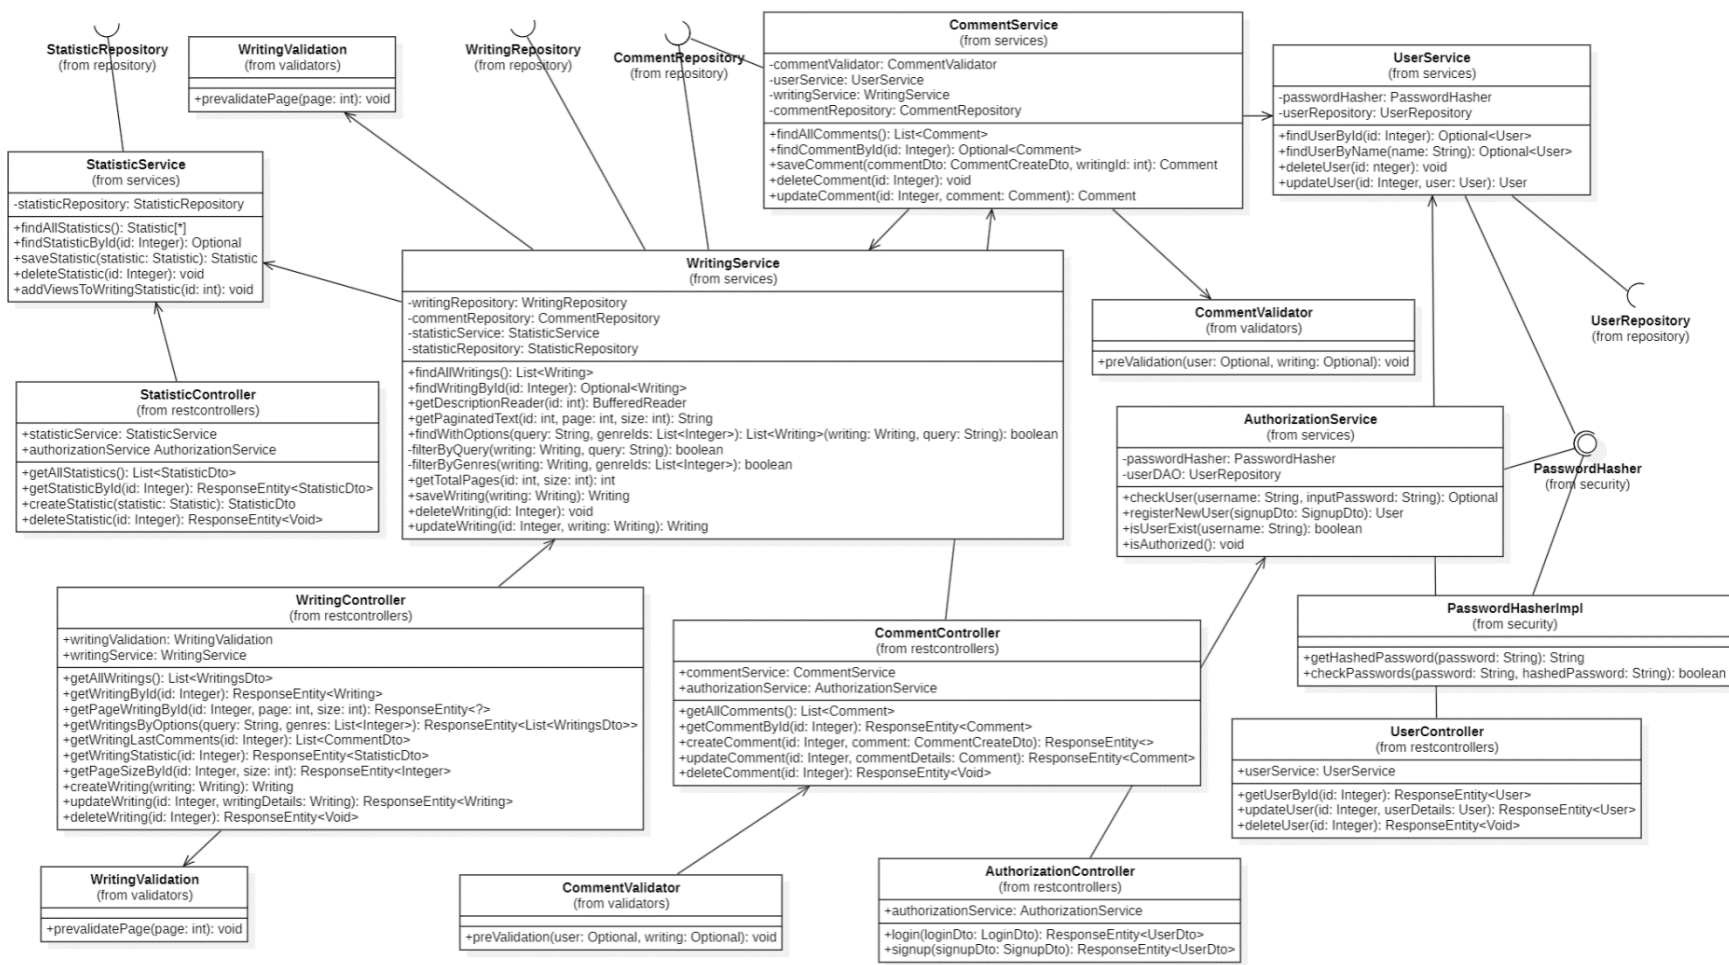 StatisticRepository
(from repository)
WritingValidation
(from validators)
+prevalidatePage(page: int): void
WritingRepository
(from repository)
CommentRepository
(from repository)
CommentService
(from services)
-commentValidator: CommentValidator
-userService: UserService
-writingService: WritingService
-commentRepository: CommentRepository
+findAllComments(): List<Comment>
+findCommentById(id: Integer): Optional<Comment>
+saveComment(commentDto: CommentCreateDto, writingId: int): Comment
+deleteComment(id: Integer): void
+updateComment(id: Integer, comment: Comment): Comment
UserService
(from services)
-passwordHasher: PasswordHasher
-userRepository: UserRepository
+findUserById(id: Integer): Optional<User>
+findUserByName(name: String): Optional<User>
+deleteUser(id: nteger): void
+updateUser(id: Integer, user: User): User
StatisticService
(from services)
-statisticRepository: StatisticRepository
+findAllStatistics(): Statistic[*]
+findStatisticById(id: Integer): Optional
+saveStatistic(statistic: Statistic): Statistic
+deleteStatistic(id: Integer): void
+addViewsToWritingStatistic(id: int): void
WritingService
(from services)
-writingRepository: WritingRepository
-commentRepository: CommentRepository
-statisticService: StatisticService
-statisticRepository: StatisticRepository
+findAllWritings(): List<Writing>
+findWritingById(id: Integer): Optional<Writing>
+getDescriptionReader(id: int): BufferedReader
+getPaginatedText(id: int, page: int, size: int): String
+findWithOptions(query: String, genreIds: List<Integer>): List<Writing>(writing: Writing, query: String): boolean
-filterByQuery(writing: Writing, query: String): boolean
-filterByGenres(writing: Writing, genreIds: List<Integer>): boolean
+getTotalPages(id: int, size: int): int
+saveWriting(writing: Writing): Writing
+deleteWriting(id: Integer): void
+updateWriting(id: Integer, writing: Writing): Writing
CommentValidator
(from validators)
+preValidation(user: Optional, writing: Optional): void
UserRepository
(from repository)
StatisticController
(from restcontrollers)
+statisticService: StatisticService
+authorizationService AuthorizationService
+getAllStatistics(): List<StatisticDto>
+getStatisticById(id: Integer): ResponseEntity<StatisticDto>
+createStatistic(statistic: Statistic): StatisticDto
+deleteStatistic(id: Integer): ResponseEntity<Void>
AuthorizationService
(from services)
-passwordHasher: PasswordHasher
-userDAO: UserRepository
+checkUser(username: String, inputPassword: String): Optional
+registerNewUser(signupDto: SignupDto): User
+isUserExist(username: String): boolean
+isAuthorized(): void
PasswordHasher
(from security)
WritingController
(from restcontrollers)
+writingValidation: WritingValidation
+writingService: WritingService
+getAllWritings(): List<WritingsDto>
+getWritingById(id: Integer): ResponseEntity<Writing>
+getPageWritingById(id: Integer, page: int, size: int): ResponseEntity<?>
+getWritingsByOptions(query: String, genres: List<Integer>): ResponseEntity<List<WritingsDto>>
+getWritingLastComments(id: Integer): List<CommentDto>
+getWritingStatistic(id: Integer): ResponseEntity<StatisticDto>
+getPageSizeById(id: Integer, size: int): ResponseEntity<Integer>
+createWriting(writing: Writing): Writing
+updateWriting(id: Integer, writingDetails: Writing): ResponseEntity<Writing>
+deleteWriting(id: Integer): ResponseEntity<Void>
CommentController
(from restcontrollers)
+commentService: CommentService
+authorizationService: AuthorizationService
+getAllComments(): List<Comment>
+getCommentById(id: Integer): ResponseEntity<Comment>
+createComment(id: Integer, comment: CommentCreateDto): ResponseEntity<>
+updateComment(id: Integer, commentDetails: Comment): ResponseEntity<Comment>
+deleteComment(id: Integer): ResponseEntity<Void>
PasswordHasherImpl
(from security)
+getHashedPassword(password: String): String
+checkPasswords(password: String, hashedPassword: String): boolean
UserController
(from restcontrollers)
+userService: UserService
+getUserById(id: Integer): ResponseEntity<User>
+updateUser(id: Integer, userDetails: User): ResponseEntity<User>
+deleteUser(id: Integer): ResponseEntity<Void>
WritingValidation
(from validators)
+prevalidatePage(page: int): void
CommentValidator
(from validators)
+preValidation(user: Optional, writing: Optional): void
AuthorizationController
(from restcontrollers)
+authorizationService: AuthorizationService
+login(loginDto: LoginDto): ResponseEntity<UserDto>
+signup(signupDto: SignupDto): ResponseEntity<UserDto>